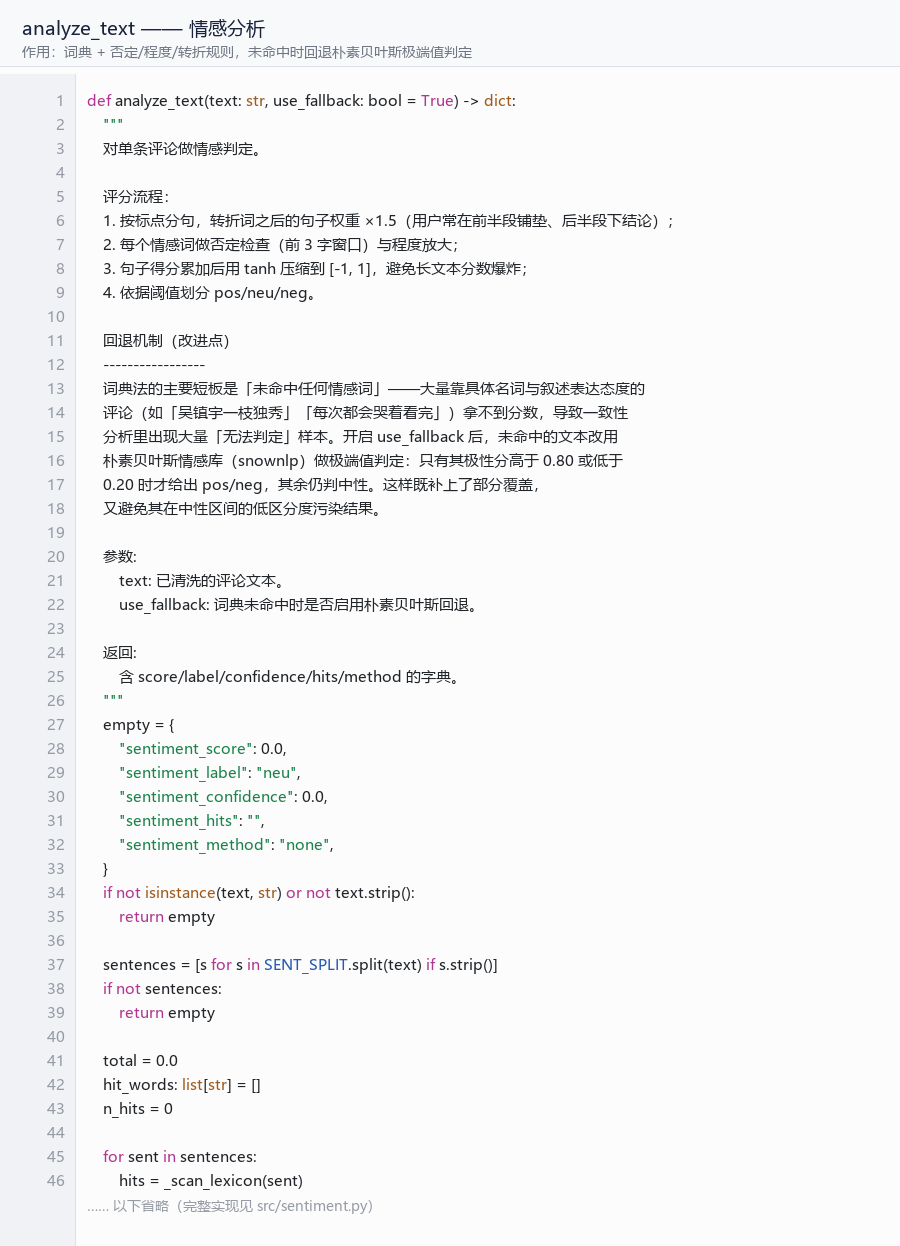 analyze_text —— 情感分析
作用：词典 + 否定/程度/转折规则，未命中时回退朴素贝叶斯极端值判定
1 def analyze_text(text: str, use_fallback: bool = True) -> dict:
2 """
3 对单条评论做情感判定。
4
5 评分流程：
6 1. 按标点分句，转折词之后的句子权重 ×1.5（用户常在前半段铺垫、后半段下结论）；
7 2. 每个情感词做否定检查（前 3 字窗口）与程度放大；
8 3. 句子得分累加后用 tanh 压缩到 [-1, 1]，避免长文本分数爆炸；
9 4. 依据阈值划分 pos/neu/neg。
10
11 回退机制（改进点）
12 -----------------
13 词典法的主要短板是「未命中任何情感词」——大量靠具体名词与叙述表达态度的
14 评论（如「吴镇宇一枝独秀」「每次都会哭着看完」）拿不到分数，导致一致性
15 分析里出现大量「无法判定」样本。开启 use_fallback 后，未命中的文本改用
16 朴素贝叶斯情感库（snownlp）做极端值判定：只有其极性分高于 0.80 或低于
17 0.20 时才给出 pos/neg，其余仍判中性。这样既补上了部分覆盖，
18 又避免其在中性区间的低区分度污染结果。
19
20 参数:
21 text: 已清洗的评论文本。
22 use_fallback: 词典未命中时是否启用朴素贝叶斯回退。
23
24 返回:
25 含 score/label/confidence/hits/method 的字典。
26 """
27 empty = {
28 "sentiment_score": 0.0,
29 "sentiment_label": "neu",
30 "sentiment_confidence": 0.0,
31 "sentiment_hits": "",
32 "sentiment_method": "none",
33 }
34 if not isinstance(text, str) or not text.strip():
35 return empty
36
37 sentences = [s for s in SENT_SPLIT.split(text) if s.strip()]
38 if not sentences:
39 return empty
40
41 total = 0.0
42 hit_words: list[str] = []
43 n_hits = 0
44
45 for sent in sentences:
46 hits = _scan_lexicon(sent)
…… 以下省略（完整实现见 src/sentiment.py）